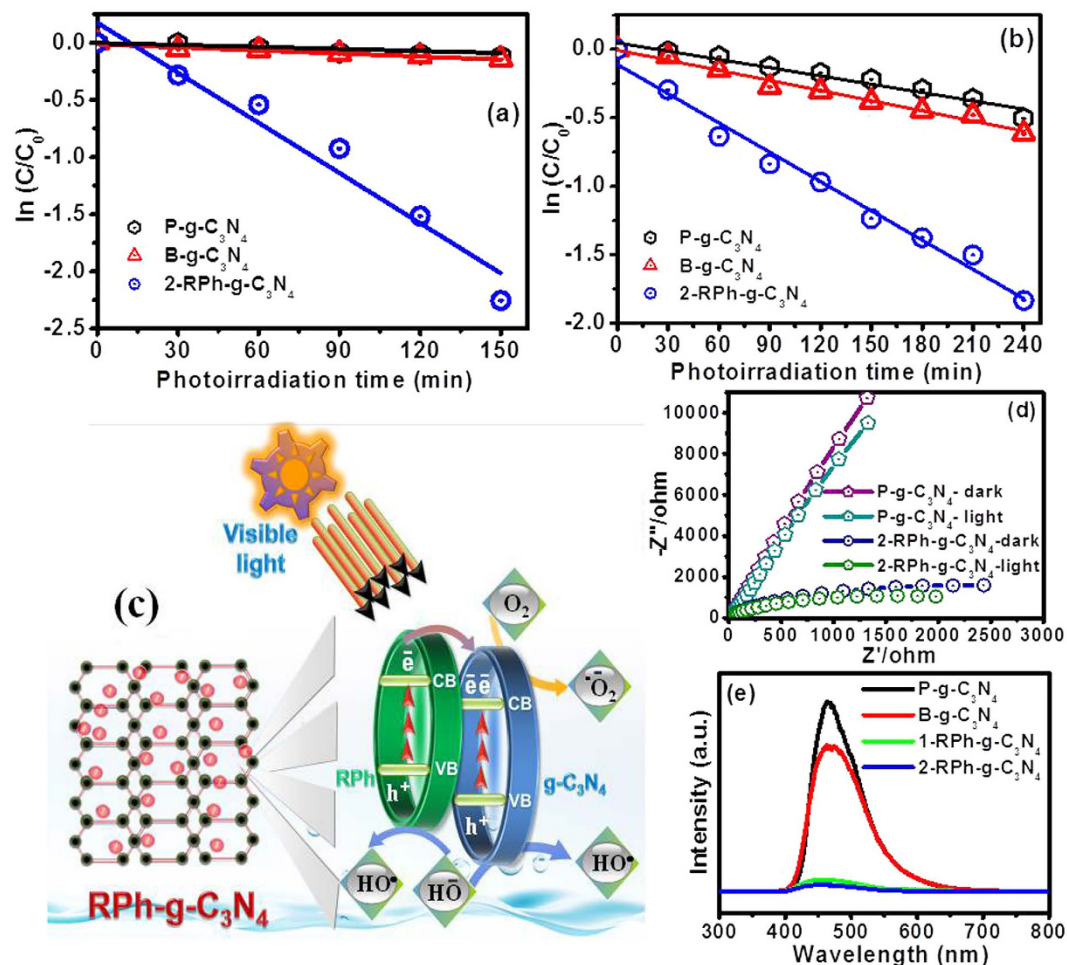 (a)
0.0
-0.5
-1.0
-1.5
-2.0
-2.5
ln (C/C₀)
P-g-C₃N₄
B-g-C₃N₄
2-RPh-g-C₃N₄
0 30 60 90 120 150
Photoirradiation time (min)
(b)
0.5
0.0
-0.5
-1.0
-1.5
-2.0
ln (C/C₀)
P-g-C₃N₄
B-g-C₃N₄
2-RPh-g-C₃N₄
0 30 60 90 120 150 180 210 240
Photoirradiation time (min)
(c)
Visible
light
O₂
ē
CB
ē ē
CB
•⁻O₂
RPh
VB
g-C₃N₄
h⁺
VB
h⁺
HO•
HO⁻
HO•
RPh-g-C₃N₄
(d)
10000
8000
6000
4000
2000
0
-Z''/ohm
P-g-C₃N₄- dark
P-g-C₃N₄- light
2-RPh-g-C₃N₄-dark
2-RPh-g-C₃N₄-light
0 500 1000 1500 2000 2500 3000
Z'/ohm
(e)
Intensity (a.u.)
P-g-C₃N₄
B-g-C₃N₄
1-RPh-g-C₃N₄
2-RPh-g-C₃N₄
300 400 500 600 700 800
Wavelength (nm)